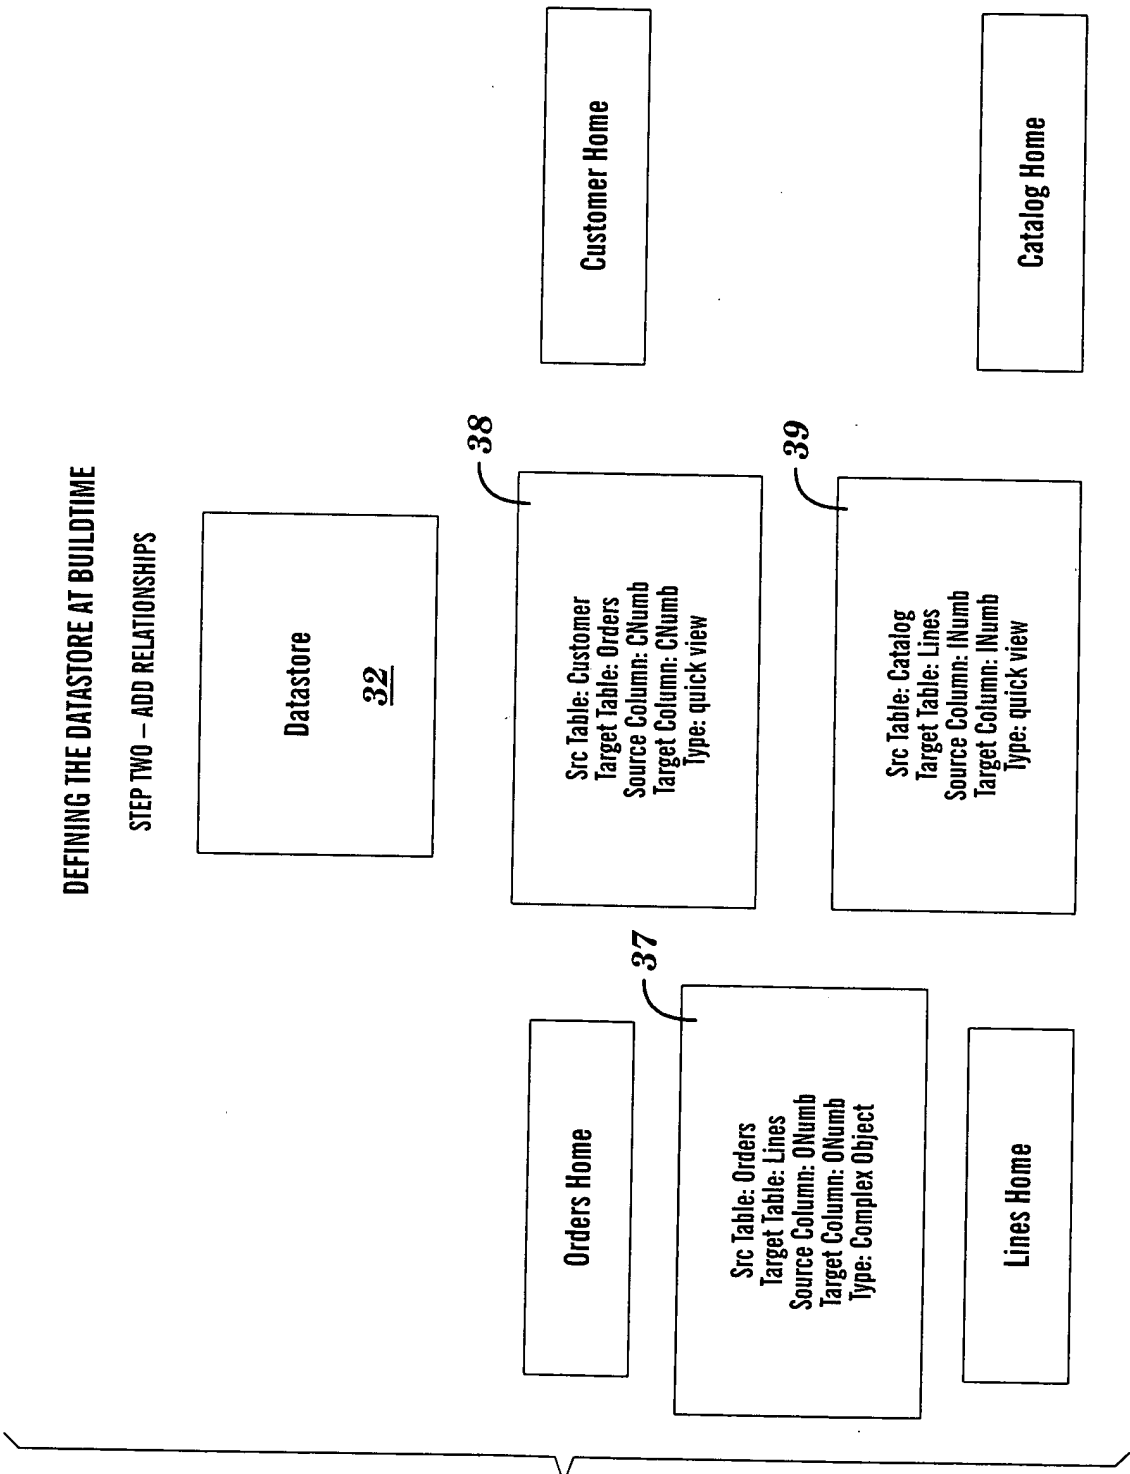 DEFINING THE DATASTORE AT BUILDTIME
STEP TWO – ADD RELATIONSHIPS
Datastore
32
Orders Home
38
Src Table: Customer
Target Table: Orders
Source Column: CNumb
Target Column: CNumb
Type: quick view
Customer Home
37
Src Table: Orders
Target Table: Lines
Source Column: ONumb
Target Column: ONumb
Type: Complex Object
39
Src Table: Catalog
Target Table: Lines
Source Column: INumb
Target Column: INumb
Type: quick view
Lines Home
Catalog Home